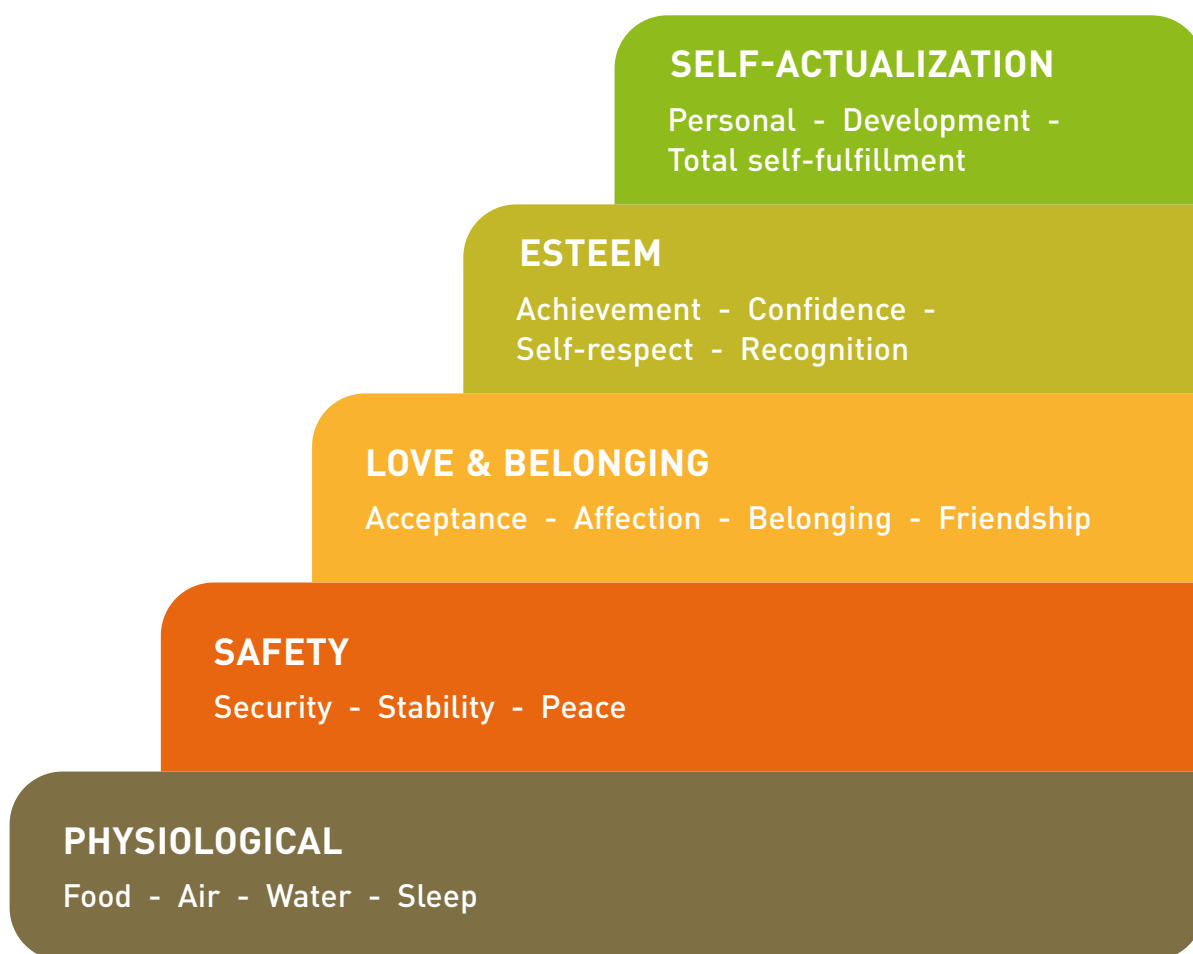 SELF-ACTUALIZATION
Personal - Development -
Total self-fulfillment
ESTEEM
Achievement - Confidence -
Self-respect - Recognition
LOVE & BELONGING
Acceptance - Affection - Belonging - Friendship
SAFETY
Security - Stability - Peace
PHYSIOLOGICAL
Food - Air - Water - Sleep